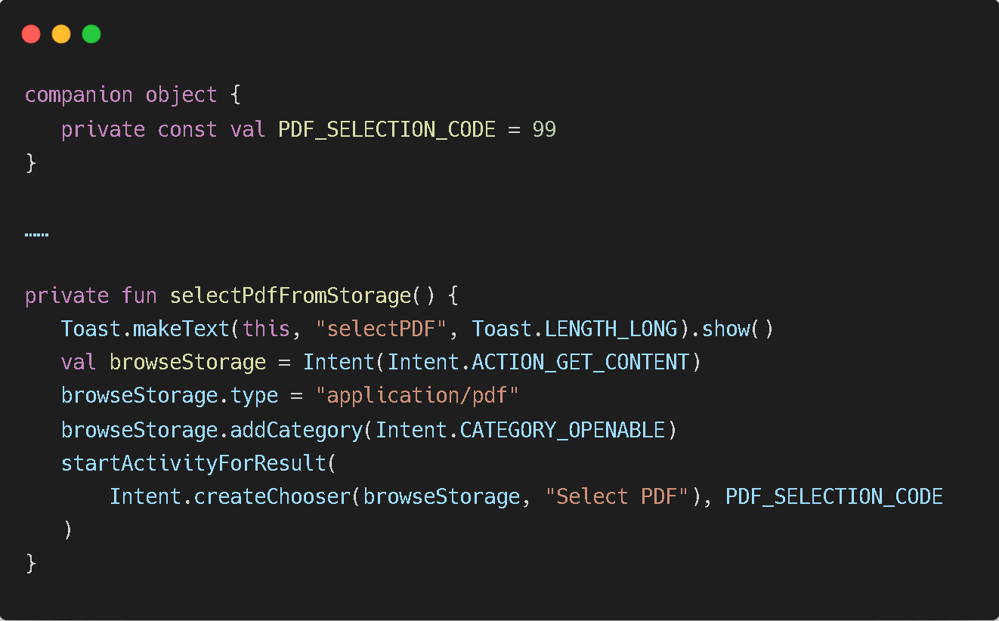 companion object {
   private const val PDF_SELECTION_CODE = 99
}
……
private fun selectPdfFromStorage() {
   Toast.makeText(this, "selectPDF", Toast.LENGTH_LONG).show()
   val browseStorage = Intent(Intent.ACTION_GET_CONTENT)
   browseStorage.type = "application/pdf"
   browseStorage.addCategory(Intent.CATEGORY_OPENABLE)
   startActivityForResult(
       Intent.createChooser(browseStorage, "Select PDF"), PDF_SELECTION_CODE
   )
}